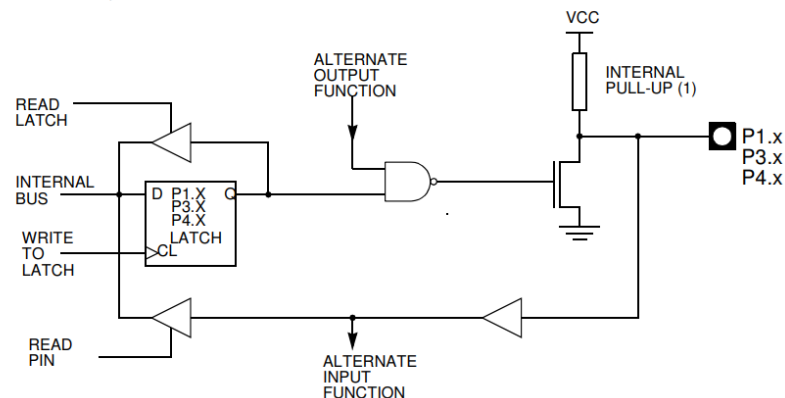 VCC
ALTERNATE
OUTPUT
FUNCTION
INTERNAL
PULL-UP (1)
READ
LATCH
P1.x
P3.x
P4.x
INTERNAL
BUS
D P1.X Q
P3.X
P4.X
LATCH
CL
WRITE
TO
LATCH
READ
PIN
ALTERNATE
INPUT
FUNCTION